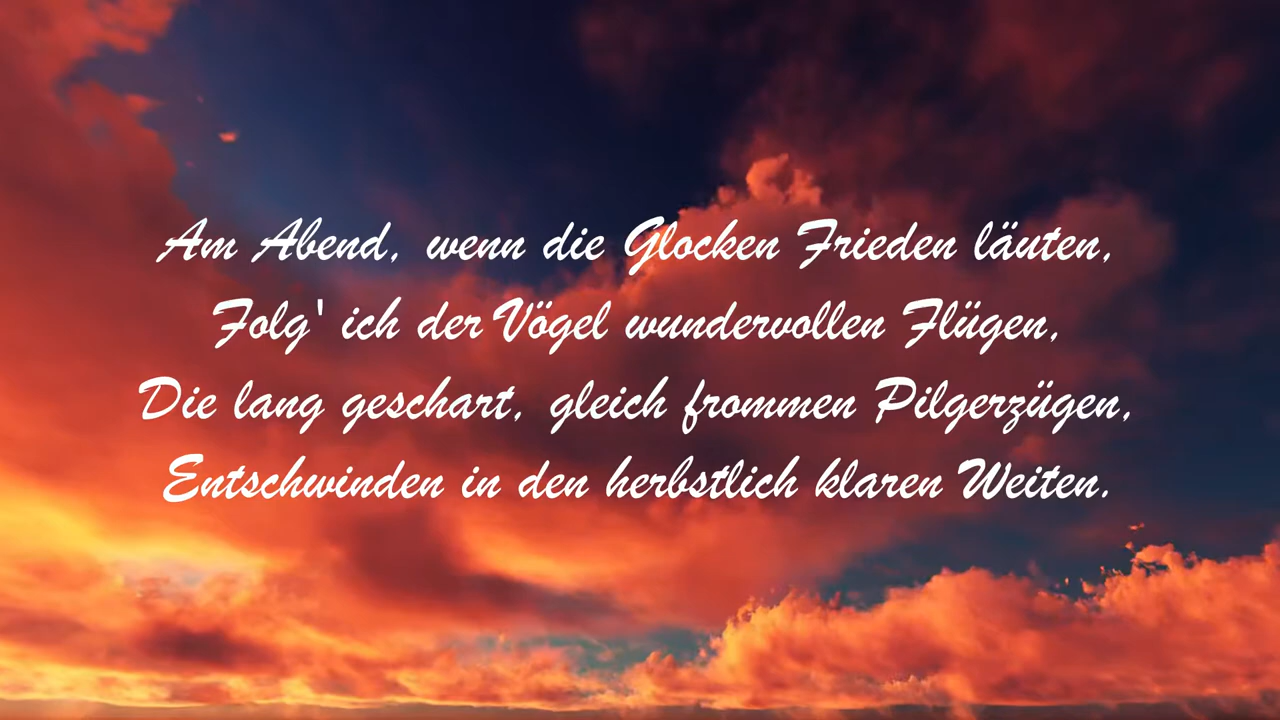 Am Abend, wenn die Glocken Frieden läuten,
Folg' ich der Vögel wundervollen Flügen,
Die lang geschart, gleich frommen Pilgerzügen,
Entschwinden in den herbstlich klaren Weiten.